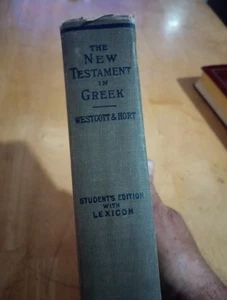 THE
NEW
TESTAMENT
IN
GREEK
WESTCOTT & HORT
STUDENT'S EDITION
WITH
LEXICON